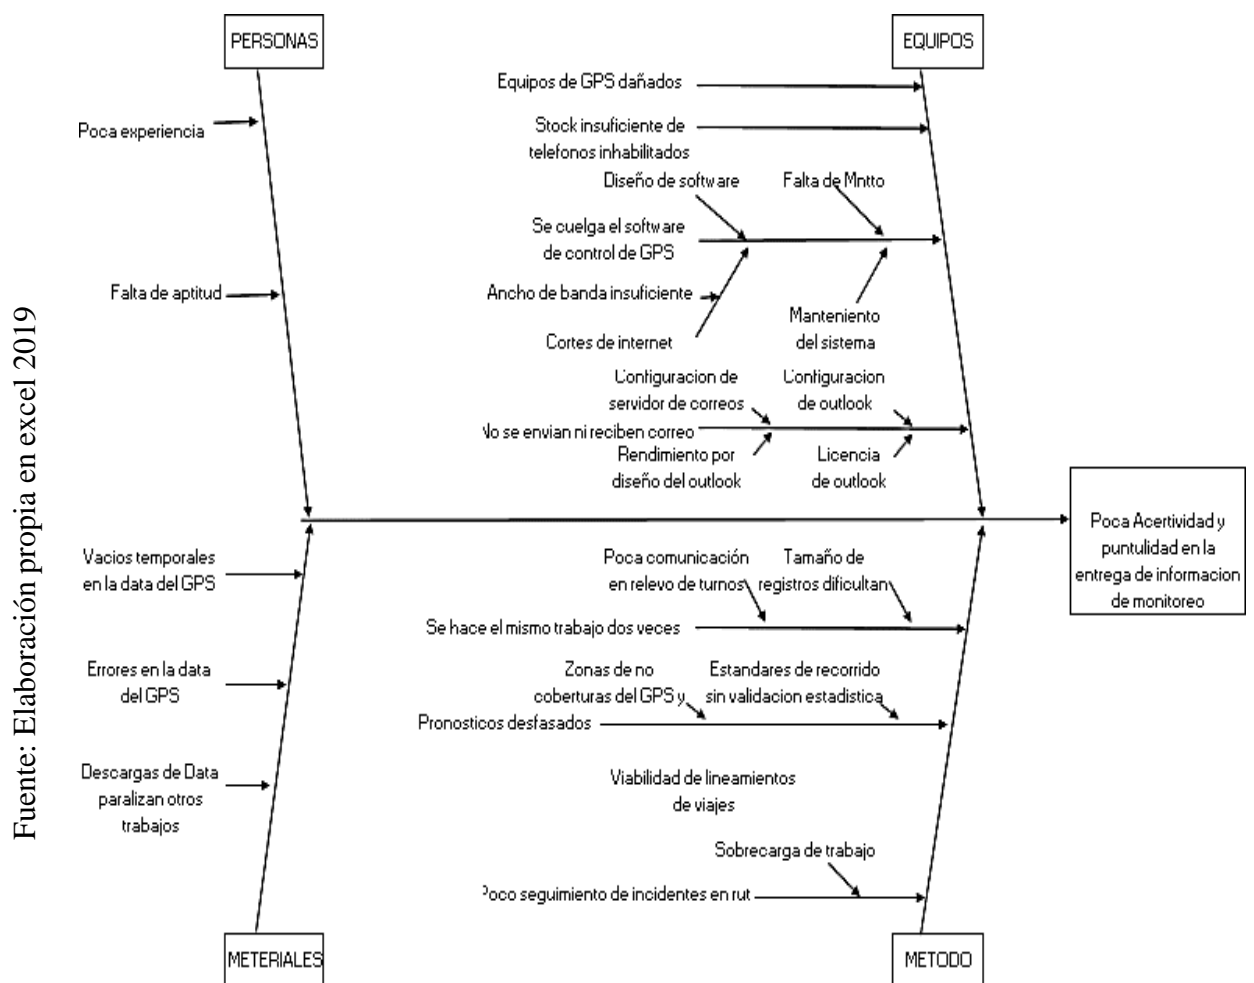 PERSONAS
EQUIPOS
Equipos de GPS dañados
Poca experiencia
Stock insuficiente de
telefonos inhabilitados
Diseño de software
Falta de Mntto
Se cuelga el software
de control de GPS
Falta de aptitud
Ancho de banda insuficiente
Cortes de internet
Manteniento
del sistema
Configuracion de
servidor de correos
Configuracion
de outlook
No se envian ni reciben correo
Rendimiento por
diseño del outlook
Licencia
de outlook
Poca Acertividad y
puntulidad en la
entrega de informacion
de monitoreo
Vacios temporales
en la data del GPS
Poca comunicación
en relevo de turnos
Tamaño de
registros dificultan
Se hace el mismo trabajo dos veces
Errores en la data
del GPS
Zonas de no
coberturas del GPS y
Estandares de recorrido
sin validacion estadistica
Pronosticos desfasados
Descargas de Data
paralizan otros
trabajos
Viabilidad de lineamientos
de viajes
Sobrecarga de trabajo
Poco seguimiento de incidentes en rut
METERIALES
METODO
Fuente: Elaboración propia en excel 2019